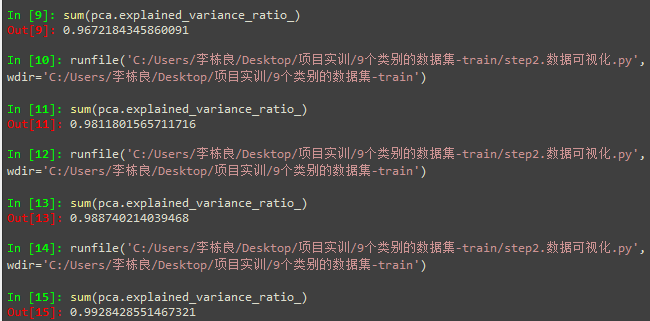 In [9]: sum(pca.explained_variance_ratio_)
Out[9]: 0.9672184345860091
In [10]: runfile('C:/Users/李栋良/Desktop/项目实训/9个类别的数据集-train/step2.数据可视化.py',
wdir='C:/Users/李栋良/Desktop/项目实训/9个类别的数据集-train')
In [11]: sum(pca.explained_variance_ratio_)
Out[11]: 0.9811801565711716
In [12]: runfile('C:/Users/李栋良/Desktop/项目实训/9个类别的数据集-train/step2.数据可视化.py',
wdir='C:/Users/李栋良/Desktop/项目实训/9个类别的数据集-train')
In [13]: sum(pca.explained_variance_ratio_)
Out[13]: 0.988740214039468
In [14]: runfile('C:/Users/李栋良/Desktop/项目实训/9个类别的数据集-train/step2.数据可视化.py',
wdir='C:/Users/李栋良/Desktop/项目实训/9个类别的数据集-train')
In [15]: sum(pca.explained_variance_ratio_)
Out[15]: 0.9928428551467321